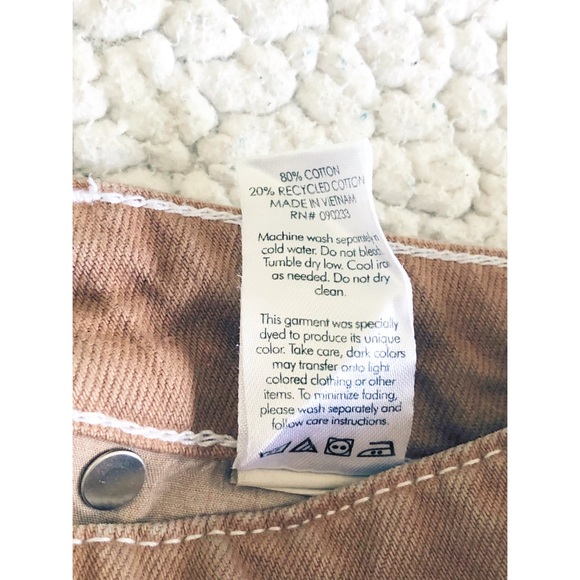 80% COTTON
20% RECYCLED COTTON
MADE IN VIETNAM
RN# 090233
Machine wash separately in
cold water. Do not bleach.
Tumble dry low. Cool iron
as needed. Do not dry
clean.
This garment was specially
dyed to produce its unique
color. Take care, dark colors
may transfer onto light
colored clothing or other
items. To minimize fading,
please wash separately and
follow care instructions.